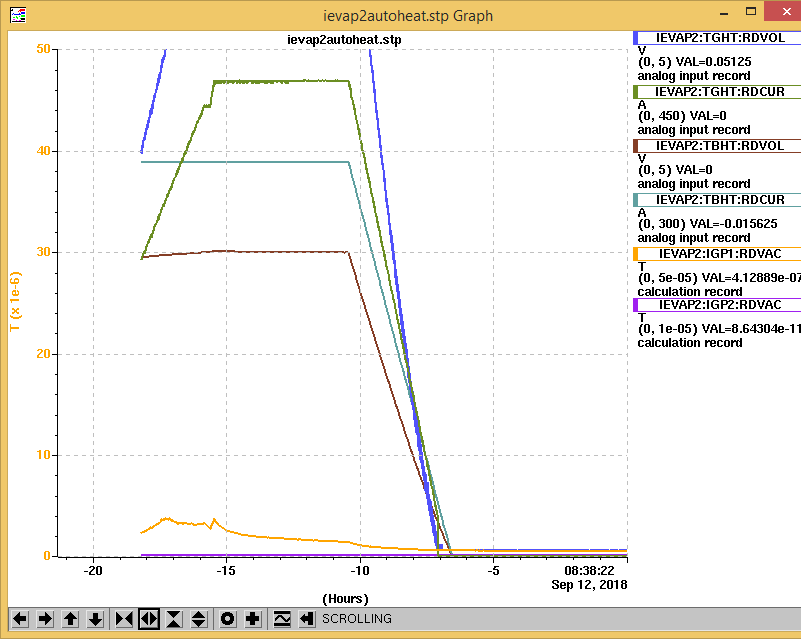 ievap2autoheat.stp Graph
ievap2autoheat.stp
50
40
30
20
10
0
T (x 1e-6)
-20
-15
-10
-5
08:38:22
Sep 12, 2018
(Hours)
IEVAP2:TGHT:RDVOL
V
(0, 5) VAL=0.05125
analog input record
IEVAP2:TGHT:RDCUR
A
(0, 450) VAL=0
analog input record
IEVAP2:TBHT:RDVOL
V
(0, 5) VAL=0
analog input record
IEVAP2:TBHT:RDCUR
A
(0, 300) VAL=-0.015625
analog input record
IEVAP2:IGP1:RDVAC
T
(0, 5e-05) VAL=4.12889e-07
calculation record
IEVAP2:IGP2:RDVAC
T
(0, 1e-05) VAL=8.64304e-11
calculation record
SCROLLING